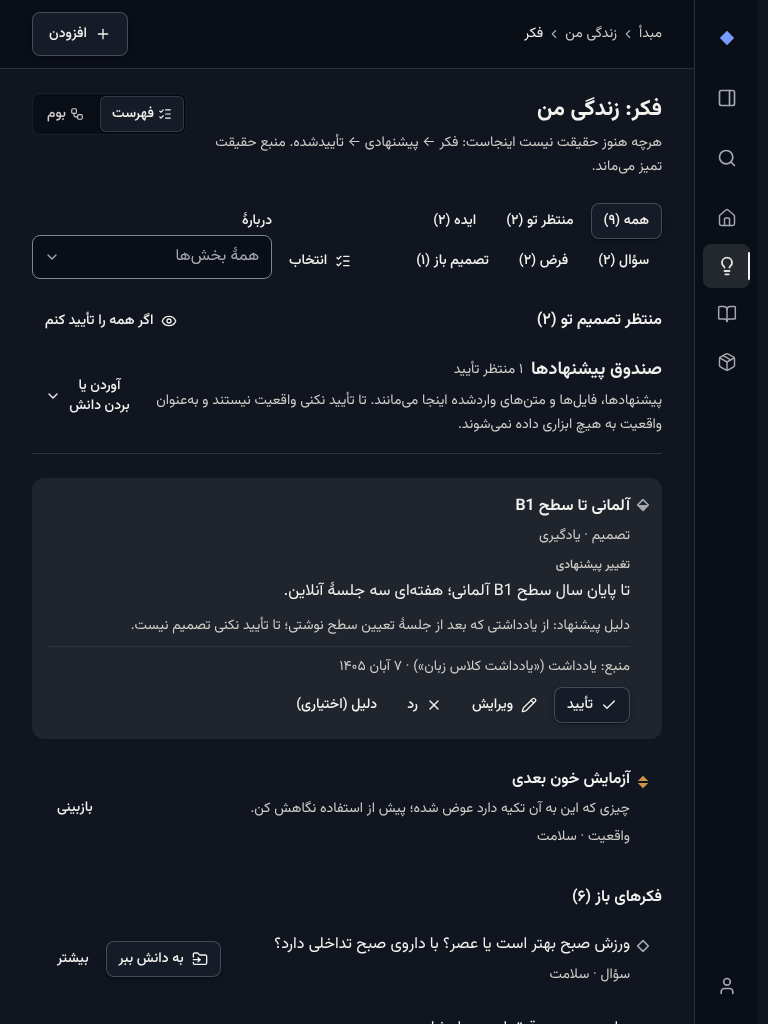 مبدأ › زندگی من › فکر
افزودن
فکر: زندگی من
فهرست
بوم
هرچه هنوز حقیقت نیست اینجاست: فکر ← پیشنهادی ← تأییدشده. منبع حقیقت
تمیز می‌ماند.
همه (۹)
منتظر تو (۲)
ایده (۲)
سؤال (۲)
فرض (۲)
تصمیم باز (۱)
انتخاب
دربارهٔ
همهٔ بخش‌ها
منتظر تصمیم تو (۲)
اگر همه را تأیید کنم
صندوق پیشنهادها ۱ منتظر تأیید
پیشنهادها، فایل‌ها و متن‌های واردشده اینجا می‌مانند. تا تأیید نکنی واقعیت نیستند و به‌عنوان
واقعیت به هیچ ابزاری داده نمی‌شوند.
آوردن یا
بردن دانش
آلمانی تا سطح B1
تصمیم · یادگیری
تغییر پیشنهادی
تا پایان سال سطح B1 آلمانی؛ هفته‌ای سه جلسهٔ آنلاین.
دلیل پیشنهاد: از یادداشتی که بعد از جلسهٔ تعیین سطح نوشتی؛ تا تأیید نکنی تصمیم نیست.
منبع: یادداشت («یادداشت کلاس زبان») · ۷ آبان ۱۴۰۵
تأیید
ویرایش
رد
دلیل (اختیاری)
آزمایش خون بعدی
چیزی که این به آن تکیه دارد عوض شده؛ پیش از استفاده نگاهش کن.
واقعیت · سلامت
بازبینی
فکرهای باز (۶)
ورزش صبح بهتر است یا عصر؟ با داروی صبح تداخلی دارد؟
سؤال · سلامت
به دانش ببر
بیشتر